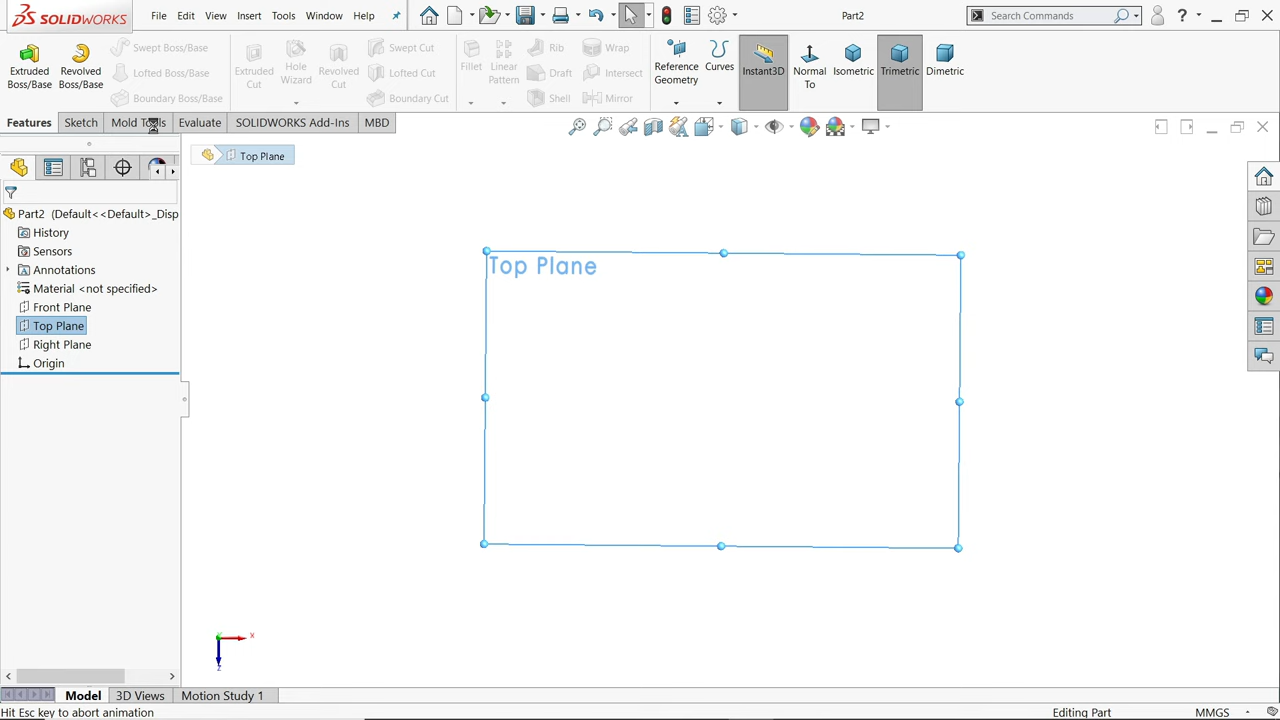 SOLIDWORKS File Edit View Insert Tools Window Help Part2 Search Commands ?
Extruded Boss/Base
Revolved Boss/Base
Swept Boss/Base
Lofted Boss/Base
Boundary Boss/Base
Extruded Cut
Hole Wizard
Revolved Cut
Swept Cut
Lofted Cut
Boundary Cut
Fillet
Linear Pattern
Rib
Draft
Shell
Wrap
Intersect
Mirror
Reference Geometry
Curves
Instant3D
Normal To
Isometric
Trimetric
Dimetric
Features Sketch Mold Tools Evaluate SOLIDWORKS Add-Ins MBD
Top Plane
Part2 (Default<<Default>_Disp
History
Sensors
Annotations
Material <not specified>
Front Plane
Top Plane
Right Plane
Origin
Top Plane
x
z
Model 3D Views Motion Study 1
Hit Esc key to abort animation Editing Part MMGS